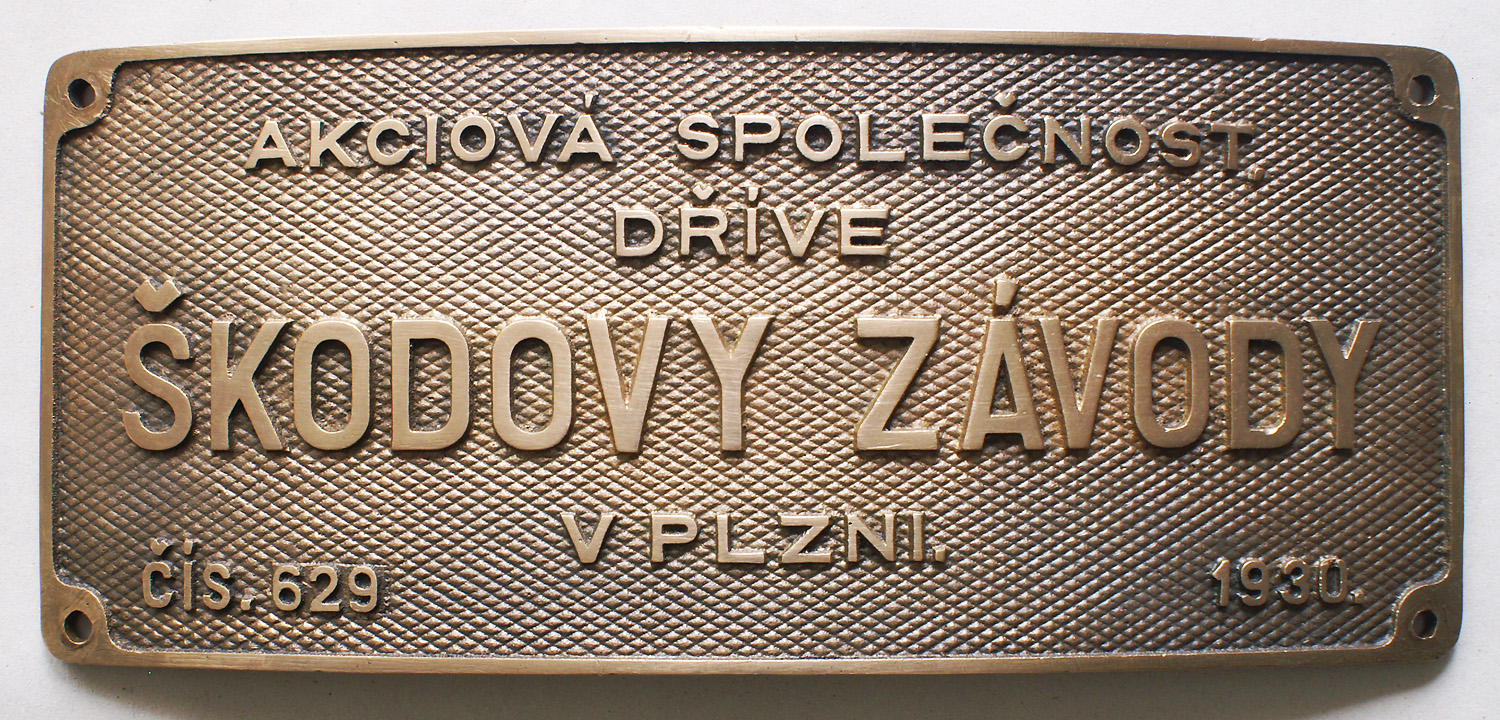 AKCIOVÁ SPOLEČNOST
DŘÍVE
ŠKODOVY ZÁVODY
V PLZNI.
ČÍS. 629
1930.